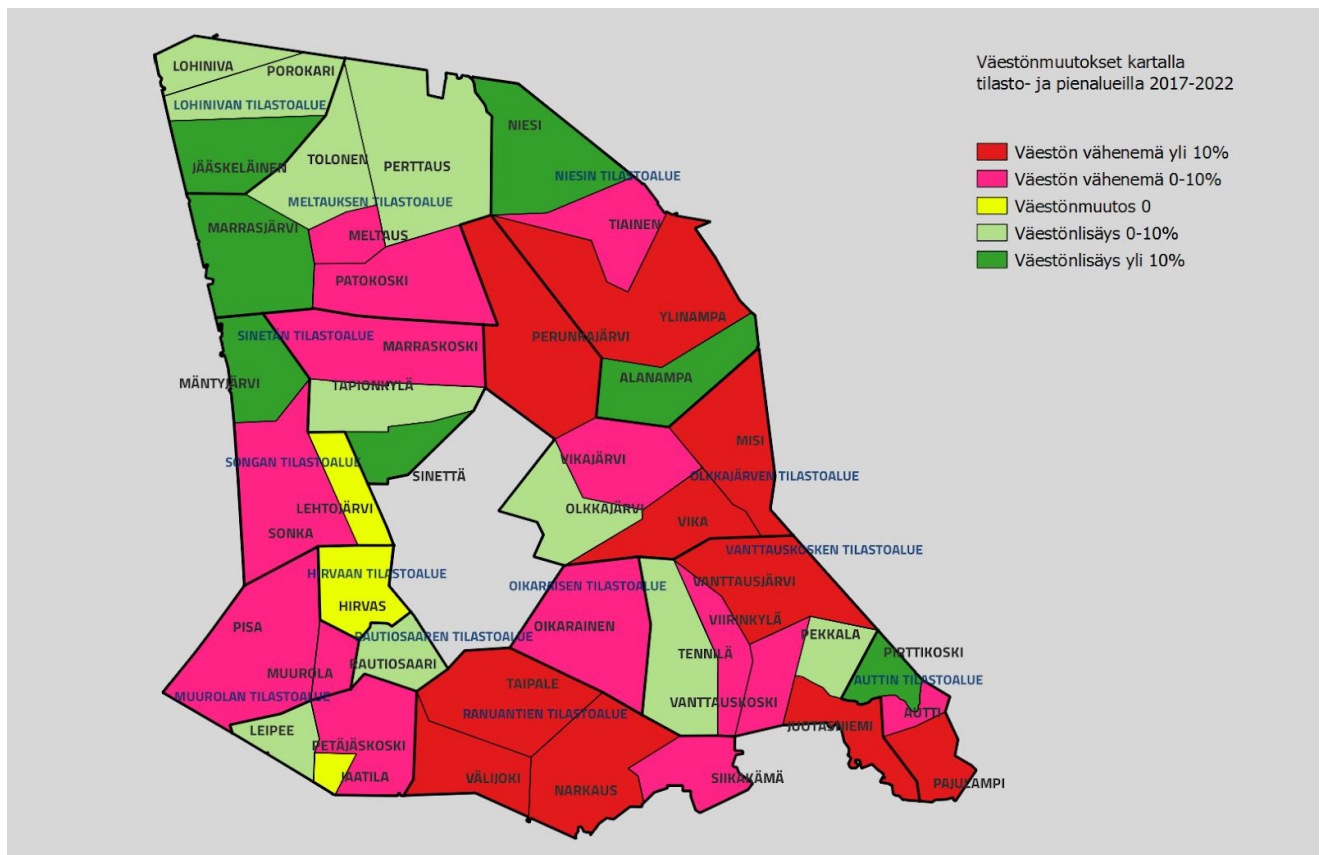 Väestönmuutokset kartalla
tilasto- ja pienalueilla 2017-2022
Väestön vähenemä yli 10%
Väestön vähenemä 0-10%
Väestönmuutos 0
Väestönlisäys 0-10%
Väestönlisäys yli 10%
LOHINIVA
POROKARI
LOHINIVAN TILASTOALUE
JÄÄSKELÄINEN
TOLONEN
PERTTAUS
NIESI
NIESIN TILASTOALUE
MELTAUKSEN TILASTOALUE
MARRASJÄRVI
MELTAUS
TIAINEN
PATOKOSKI
YLINAMPA
SINETÄN TILASTOALUE
MARRASKOSKI
PERUNKAJÄRVI
MÄNTYJÄRVI
TAPIONKYLÄ
ALANAMPA
MISI
SONGAN TILASTOALUE
SINETTÄ
VIKAJÄRVI
OLKKAJÄRVEN TILASTOALUE
LEHTOJÄRVI
OLKKAJÄRVI
VIKA
SONKA
VANTTAUSKOSKEN TILASTOALUE
HIRVAAN TILASTOALUE
OIKARAISEN TILASTOALUE
VANTTAUSJÄRVI
HIRVAS
PISA
OIKARAINEN
VIIRINKYLÄ
RAUTIOSAAREN TILASTOALUE
PEKKALA
TENNILÄ
PIRTTIKOSKI
MUUROLA
RAUTIOSAARI
AUTTIN TILASTOALUE
MUUROLAN TILASTOALUE
TAIPALE
VANTTAUSKOSKI
RANUANTIEN TILASTOALUE
AUTTI
LEIPEE
JUOTASNIEMI
PETÄJÄSKOSKI
JAATILA
VÄLIJOKI
NARKAUS
SIIKAKÄMÄ
PAJULAMPI